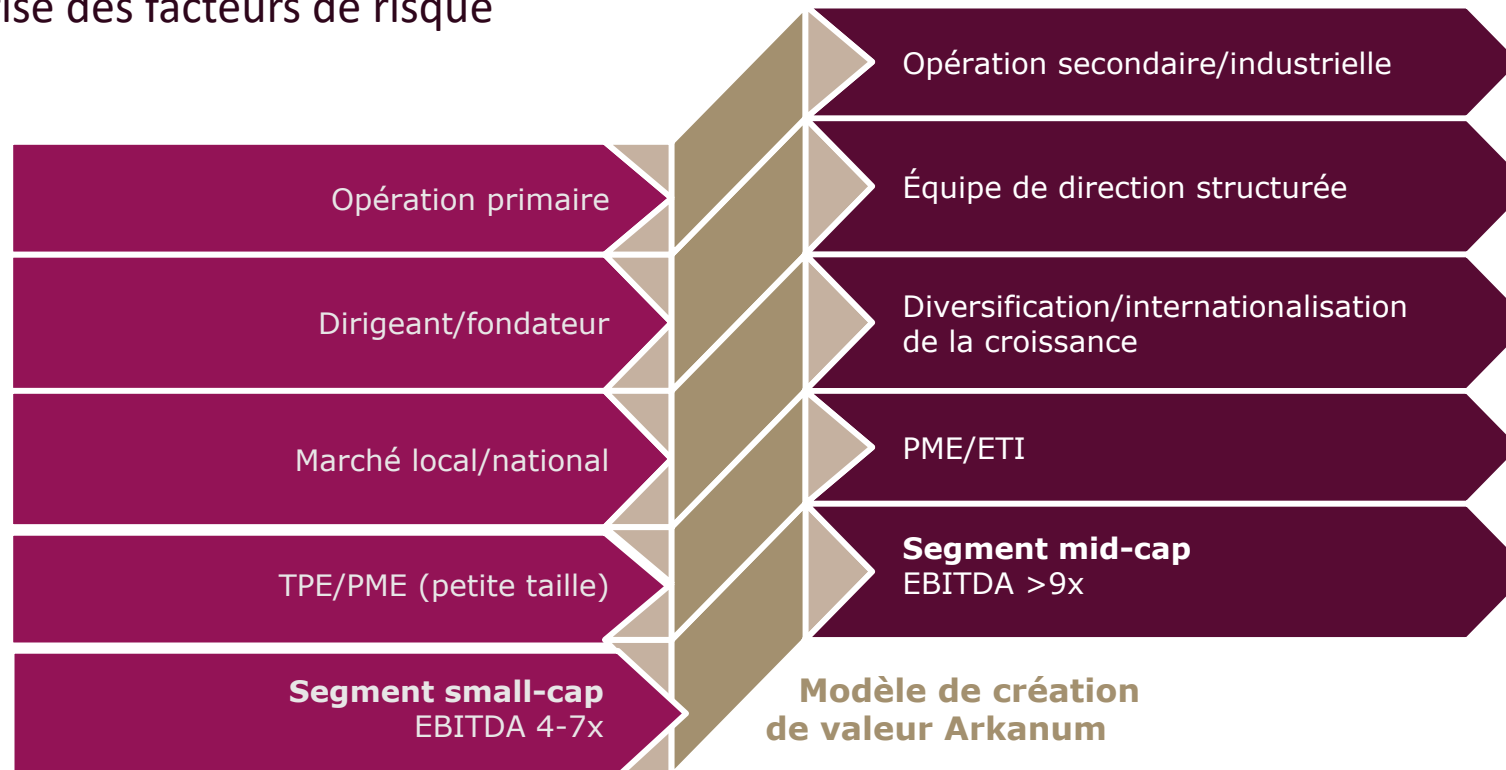 des facteurs de risque
Opération primaire
Dirigeant/fondateur
Marché local/national
TPE/PME (petite taille)
Segment small-cap
EBITDA 4-7x
Opération secondaire/industrielle
Équipe de direction structurée
Diversification/internationalisation
de la croissance
PME/ETI
Segment mid-cap
EBITDA >9x
Modèle de création
de valeur Arkanum